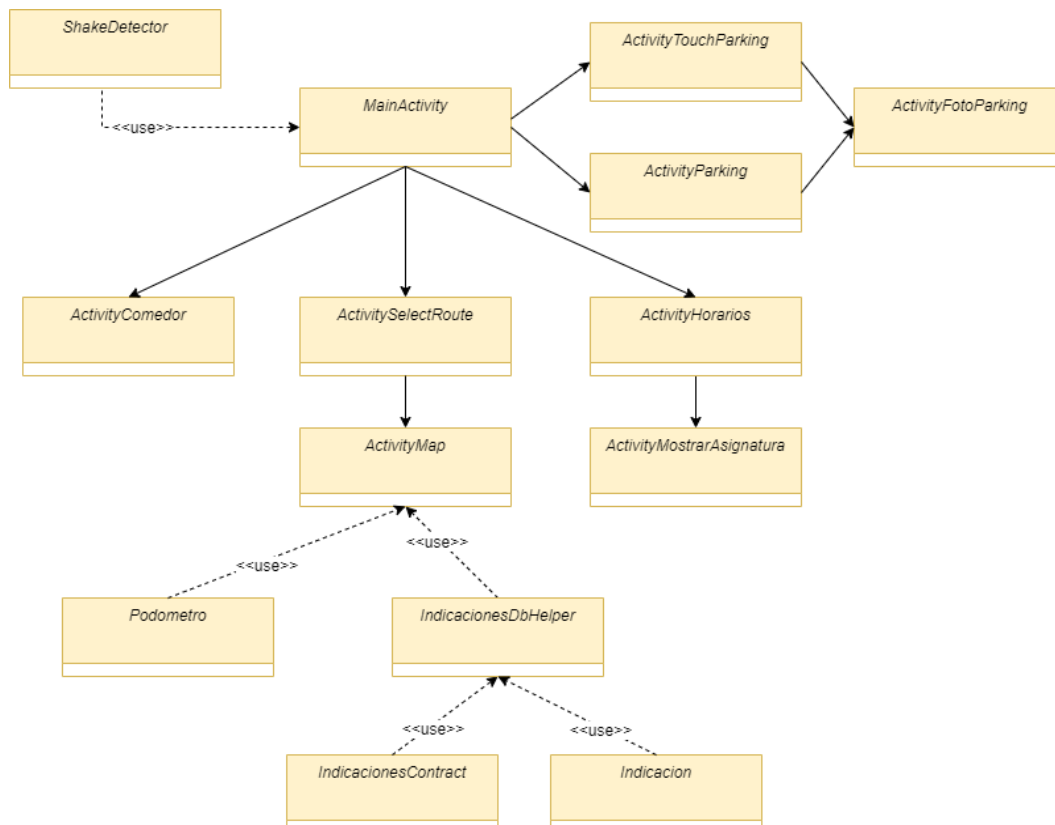 ShakeDetector
ActivityTouchParking
MainActivity
ActivityFotoParking
<<use>>
ActivityParking
ActivityComedor
ActivitySelectRoute
ActivityHorarios
ActivityMap
ActivityMostrarAsignatura
<<use>>
<<use>>
Podometro
IndicacionesDbHelper
<<use>>
<<use>>
IndicacionesContract
Indicacion